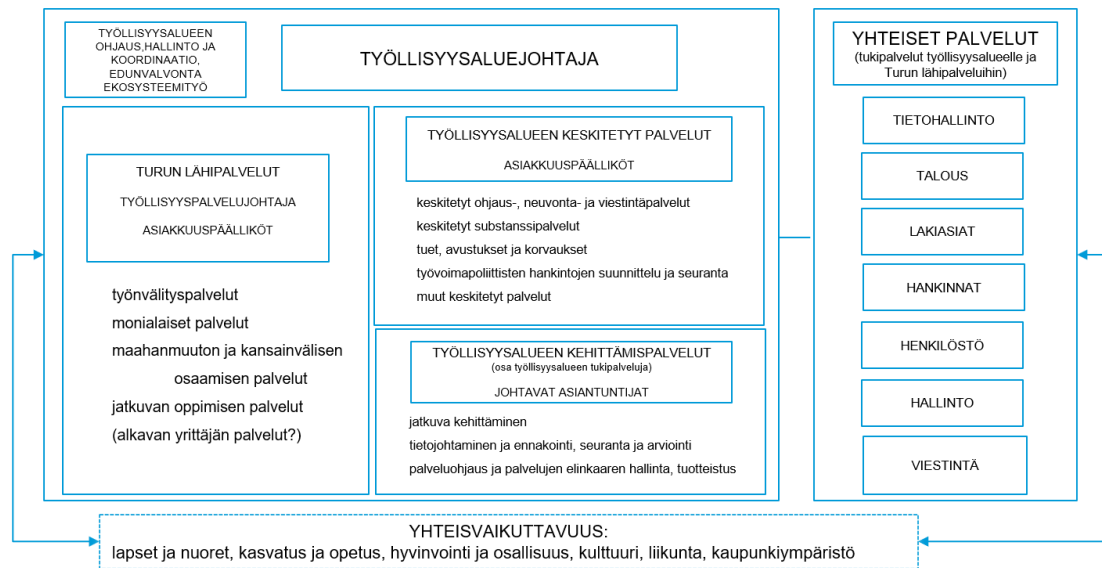 TYÖLLISYYSALUEEN
OHJAUS,HALLINTO JA
KOORDINAATIO,
EDUNVALVONTA
EKOSYSTEEMITYÖ
TYÖLLISYYSALUEJOHTAJA
TURUN LÄHIPALVELUT
TYÖLLISYYSPALVELUJOHTAJA
ASIAKKUUSPÄÄLLIKÖT
työnvälityspalvelut
monialaiset palvelut
maahanmuuton ja kansainvälisen
osaamisen palvelut
jatkuvan oppimisen palvelut
(alkavan yrittäjän palvelut?)
TYÖLLISYYSALUEEN KESKITETYT PALVELUT
ASIAKKUUSPÄÄLLIKÖT
keskitetyt ohjaus-, neuvonta- ja viestintäpalvelut
keskitetyt substanssipalvelut
tuet, avustukset ja korvaukset
työvoimapoliittisten hankintojen suunnittelu ja seuranta
muut keskitetyt palvelut
TYÖLLISYYSALUEEN KEHITTÄMISPALVELUT
(osa työllisyysalueen tukipalveluja)
JOHTAVAT ASIANTUNTIJAT
jatkuva kehittäminen
tietojohtaminen ja ennakointi, seuranta ja arviointi
palveluohjaus ja palvelujen elinkaaren hallinta, tuotteistus
YHTEISET PALVELUT
(tukipalvelut työllisyysalueelle ja
Turun lähipalveluihin)
TIETOHALLINTO
TALOUS
LAKIASIAT
HANKINNAT
HENKILÖSTÖ
HALLINTO
VIESTINTÄ
YHTEISVAIKUTTAVUUS:
lapset ja nuoret, kasvatus ja opetus, hyvinvointi ja osallisuus, kulttuuri, liikunta, kaupunkiympäristö